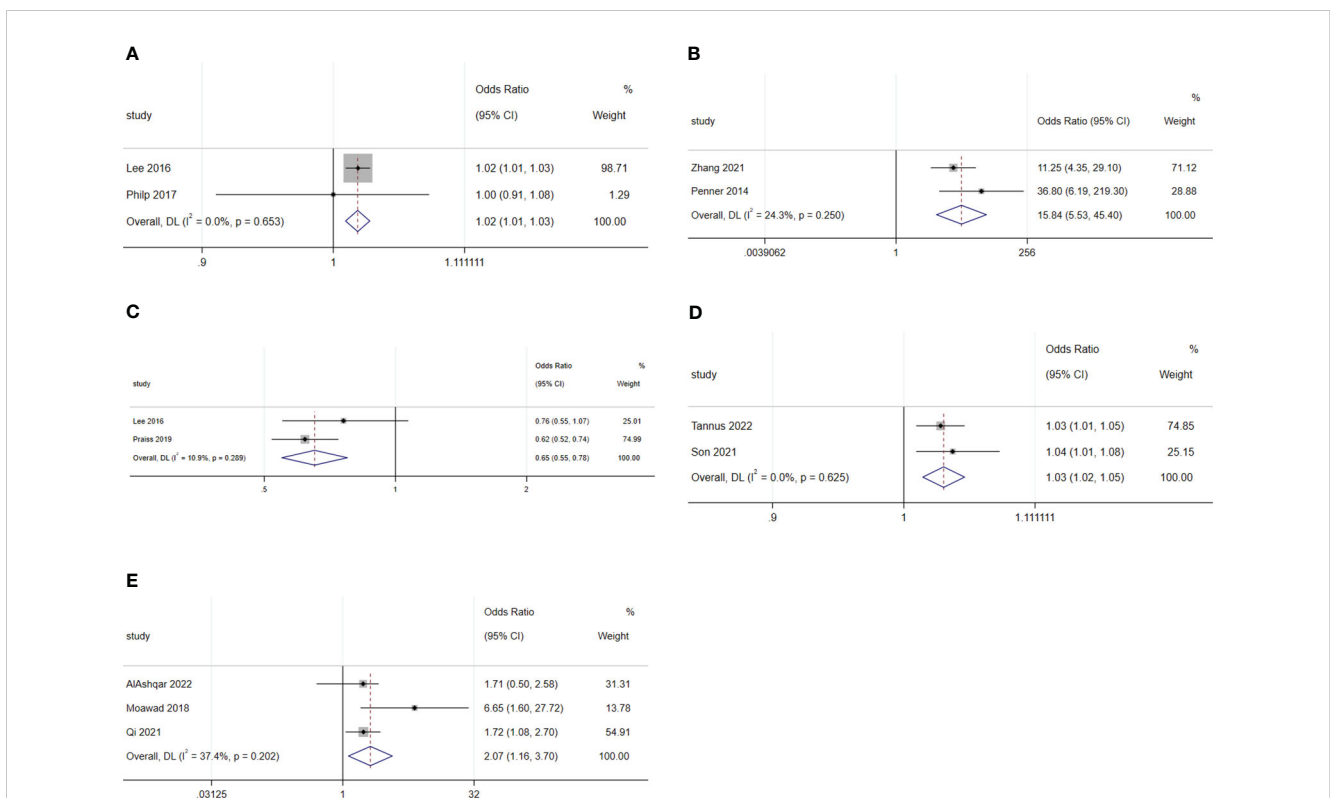 A
Odds Ratio %
study (95% CI) Weight
Lee 2016 1.02 (1.01, 1.03) 98.71
Philp 2017 1.00 (0.91, 1.08) 1.29
Overall, DL (I² = 0.0%, p = 0.653) 1.02 (1.01, 1.03) 100.00
.9 1 1.111111
B
%
study Odds Ratio (95% CI) Weight
Zhang 2021 11.25 (4.35, 29.10) 71.12
Penner 2014 36.80 (6.19, 219.30) 28.88
Overall, DL (I² = 24.3%, p = 0.250) 15.84 (5.53, 45.40) 100.00
.0039062 1 256
C
Odds Ratio %
study (95% CI) Weight
Lee 2016 0.76 (0.55, 1.07) 25.01
Praiss 2019 0.62 (0.52, 0.74) 74.99
Overall, DL (I² = 10.9%, p = 0.289) 0.65 (0.55, 0.78) 100.00
.5 1 2
D
Odds Ratio %
study (95% CI) Weight
Tannus 2022 1.03 (1.01, 1.05) 74.85
Son 2021 1.04 (1.01, 1.08) 25.15
Overall, DL (I² = 0.0%, p = 0.625) 1.03 (1.02, 1.05) 100.00
.9 1 1.111111
E
Odds Ratio %
study (95% CI) Weight
AlAshqar 2022 1.71 (0.50, 2.58) 31.31
Moawad 2018 6.65 (1.60, 27.72) 13.78
Qi 2021 1.72 (1.08, 2.70) 54.91
Overall, DL (I² = 37.4%, p = 0.202) 2.07 (1.16, 3.70) 100.00
.03125 1 32